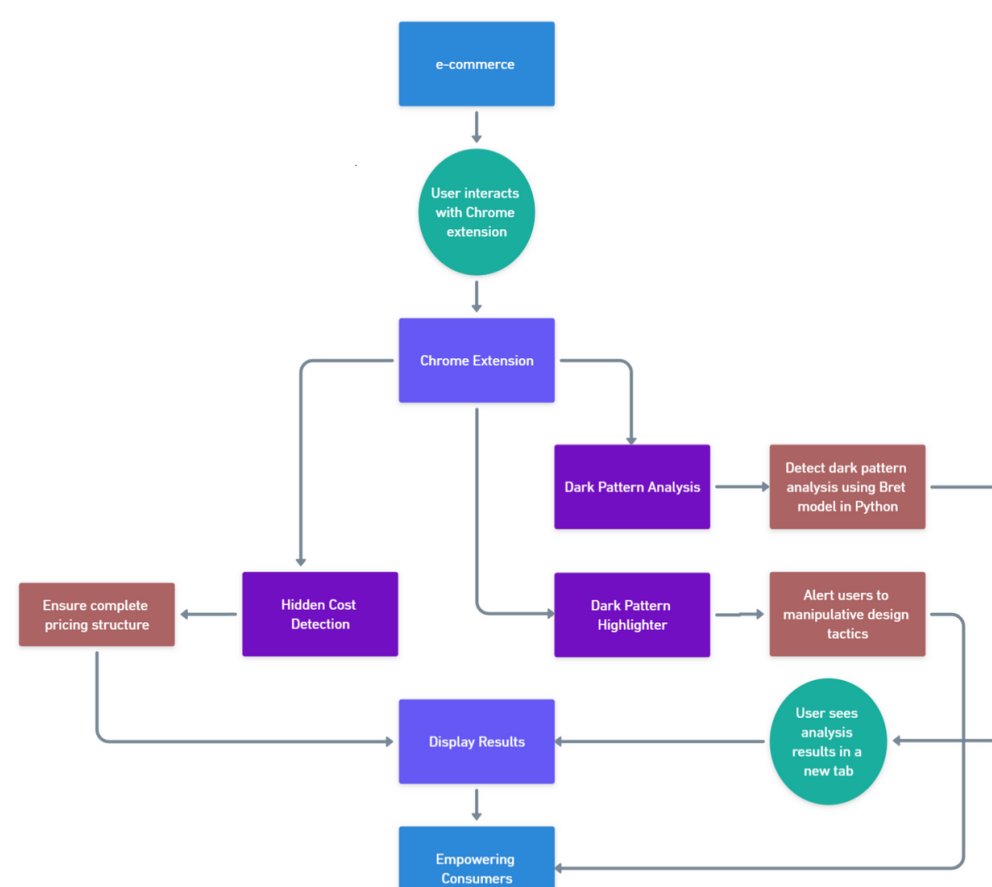 e-commerce
User interacts
with Chrome
extension
Chrome Extension
Dark Pattern Analysis
Detect dark pattern
analysis using Bret
model in Python
Ensure complete
pricing structure
Hidden Cost
Detection
Dark Pattern
Highlighter
Alert users to
manipulative design
tactics
User sees
analysis
results in a
new tab
Display Results
Empowering
Consumers